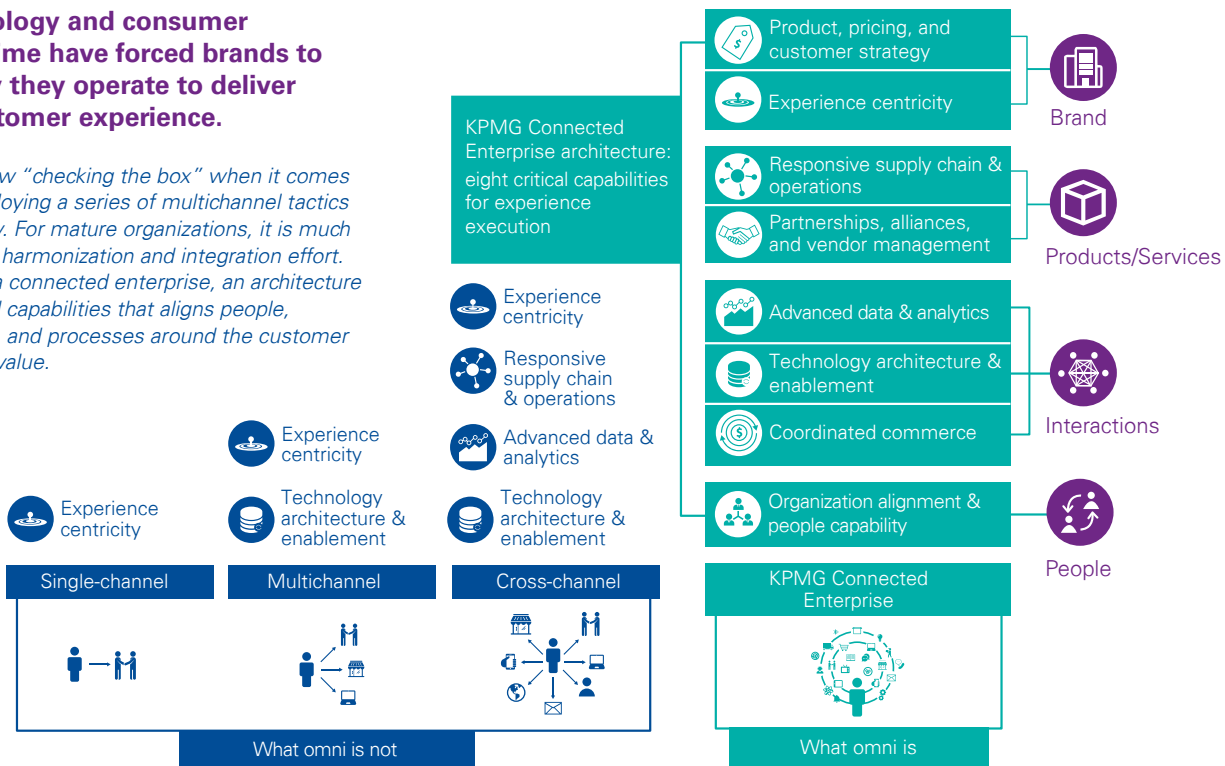 ology and consumer
ime have forced brands to
they operate to deliver
tomer experience.
w “checking the box” when it comes
loying a series of multichannel tactics
y. For mature organizations, it is much
harmonization and integration effort.
a connected enterprise, an architecture
d capabilities that aligns people,
, and processes around the customer
value.
KPMG Connected
Enterprise architecture:
eight critical capabilities
for experience
execution
Product, pricing, and
customer strategy
Experience centricity
Brand
Responsive supply chain &
operations
Partnerships, alliances,
and vendor management
Products/Services
Advanced data & analytics
Technology architecture &
enablement
Coordinated commerce
Interactions
Organization alignment &
people capability
People
Experience
centricity
Responsive
supply chain
& operations
Advanced data &
analytics
Technology
architecture &
enablement
Experience
centricity
Technology
architecture &
enablement
Experience
centricity
Single-channel
Multichannel
Cross-channel
KPMG Connected
Enterprise
What omni is not
What omni is